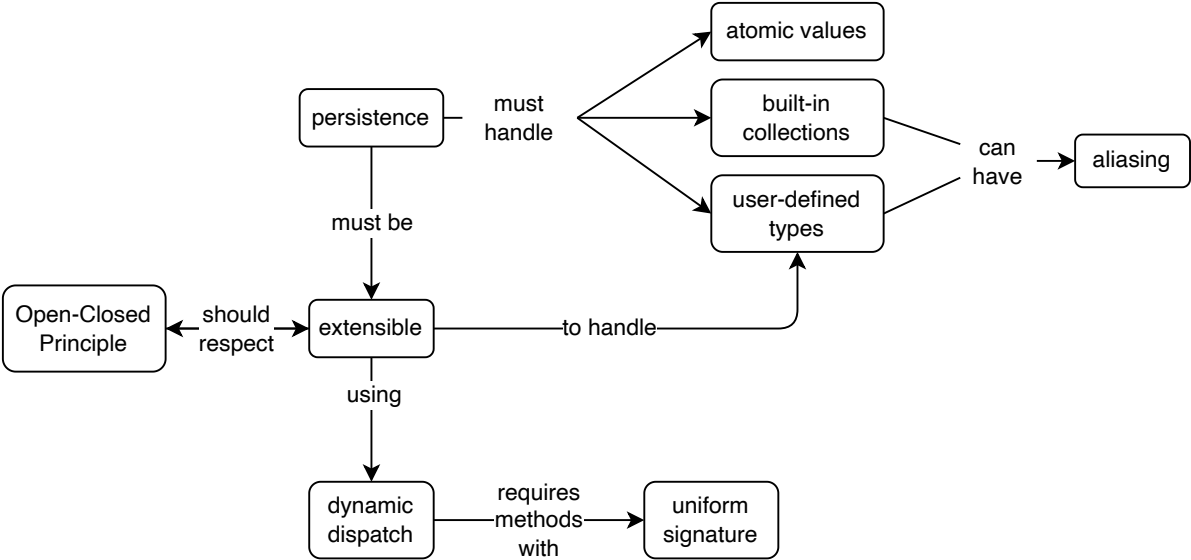 atomic values
persistence
must
handle
built-in
collections
can
have
aliasing
user-defined
types
must be
Open-Closed
Principle
should
respect
extensible
to handle
using
dynamic
dispatch
requires
methods
with
uniform
signature